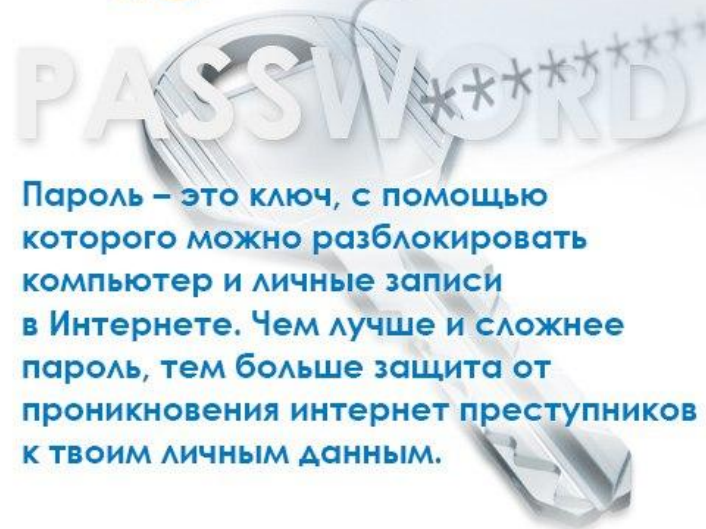 PASSWORD
*********
Пароль – это ключ, с помощью
которого можно разблокировать
компьютер и личные записи
в Интернете. Чем лучше и сложнее
пароль, тем больше защита от
проникновения интернет преступников
к твоим личным данным.